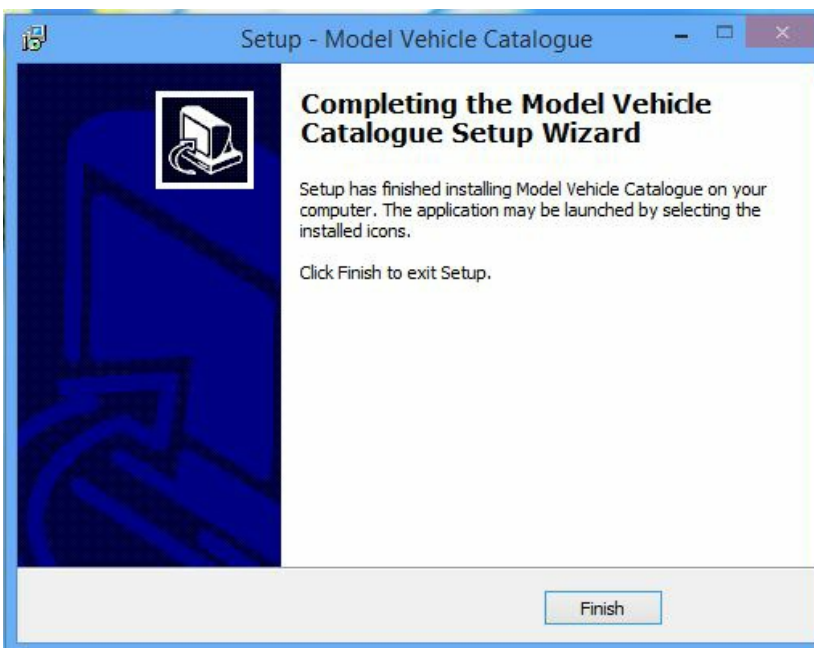 Setup - Model Vehicle Catalogue
Completing the Model Vehicle
Catalogue Setup Wizard
Setup has finished installing Model Vehicle Catalogue on your
computer. The application may be launched by selecting the
installed icons.
Click Finish to exit Setup.
Finish